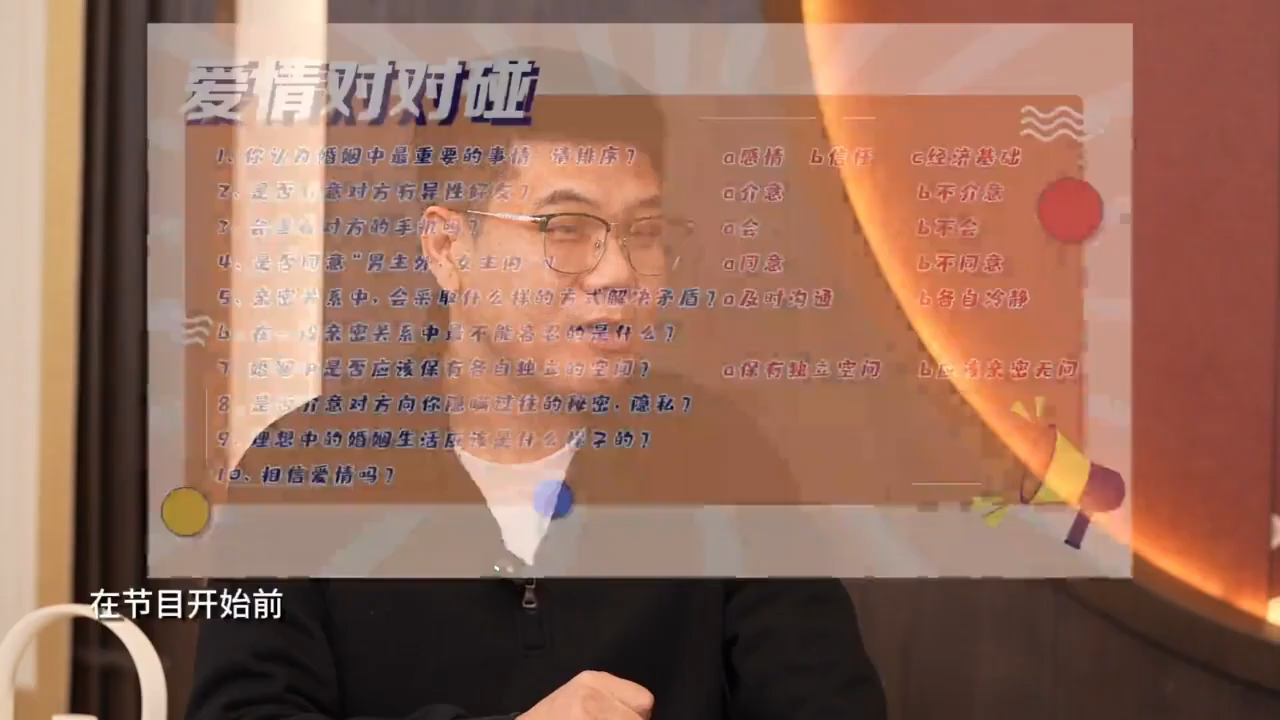 爱情对对碰
1、你认为婚姻中最重要的事情 请排序？ a感情 b信任 c经济基础
2、是否介意对方有异性好友？ a介意 b不介意
3、会查看对方的手机吗？ a会 b不会
4、是否同意“男主外，女主内” a同意 b不同意
5、亲密关系中，会采取什么样的方式解决矛盾？ a及时沟通 b各自冷静
6、在一段亲密关系中最不能容忍的是什么？
7、婚姻中是否应该保有各自独立的空间？ a保有独立空间 b应该亲密无间
8、是否介意对方向你隐瞒过往的秘密，隐私？
9、理想中的婚姻生活应该是什么样子的？
10、相信爱情吗？
在节目开始前